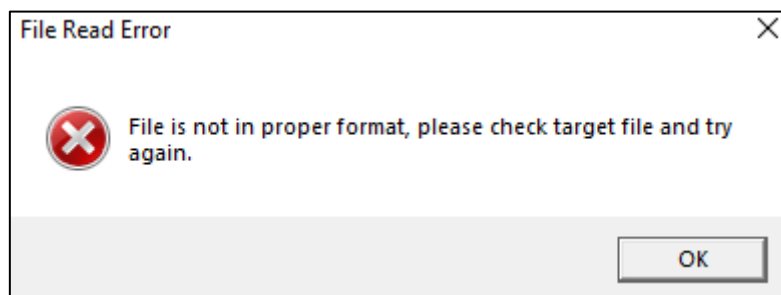 File Read Error
File is not in proper format, please check target file and try
again.
OK